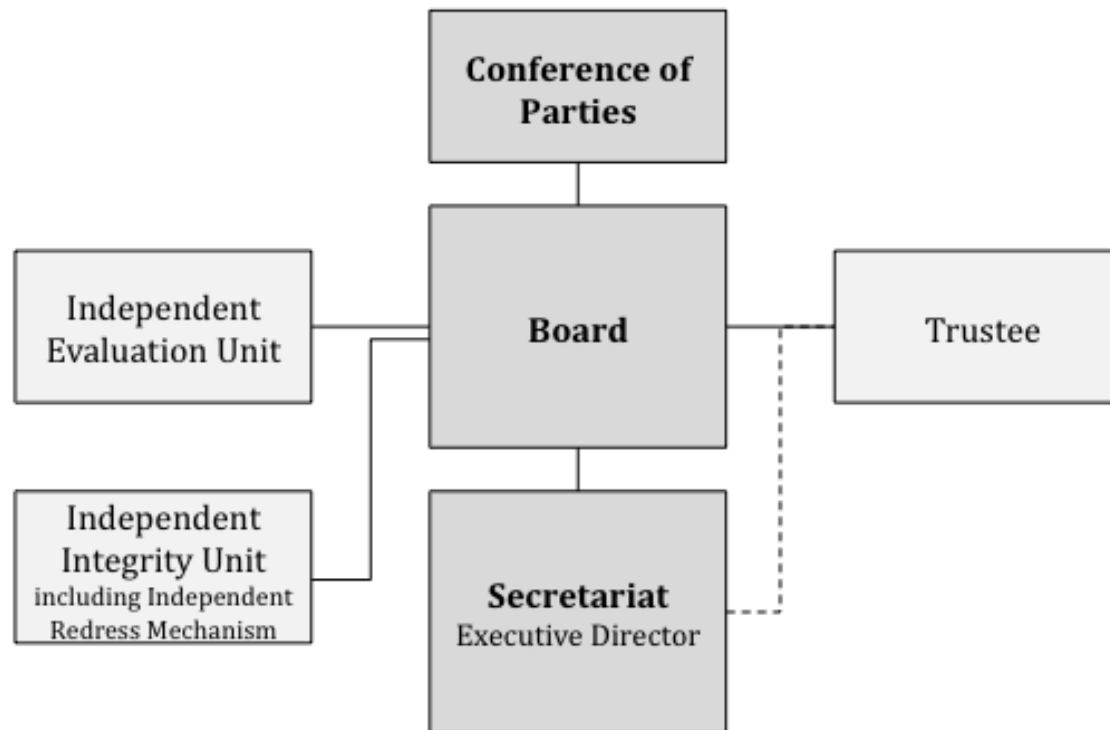 Conference of
Parties
Independent
Evaluation Unit
Board
Trustee
Independent
Integrity Unit
including Independent
Redress Mechanism
Secretariat
Executive Director